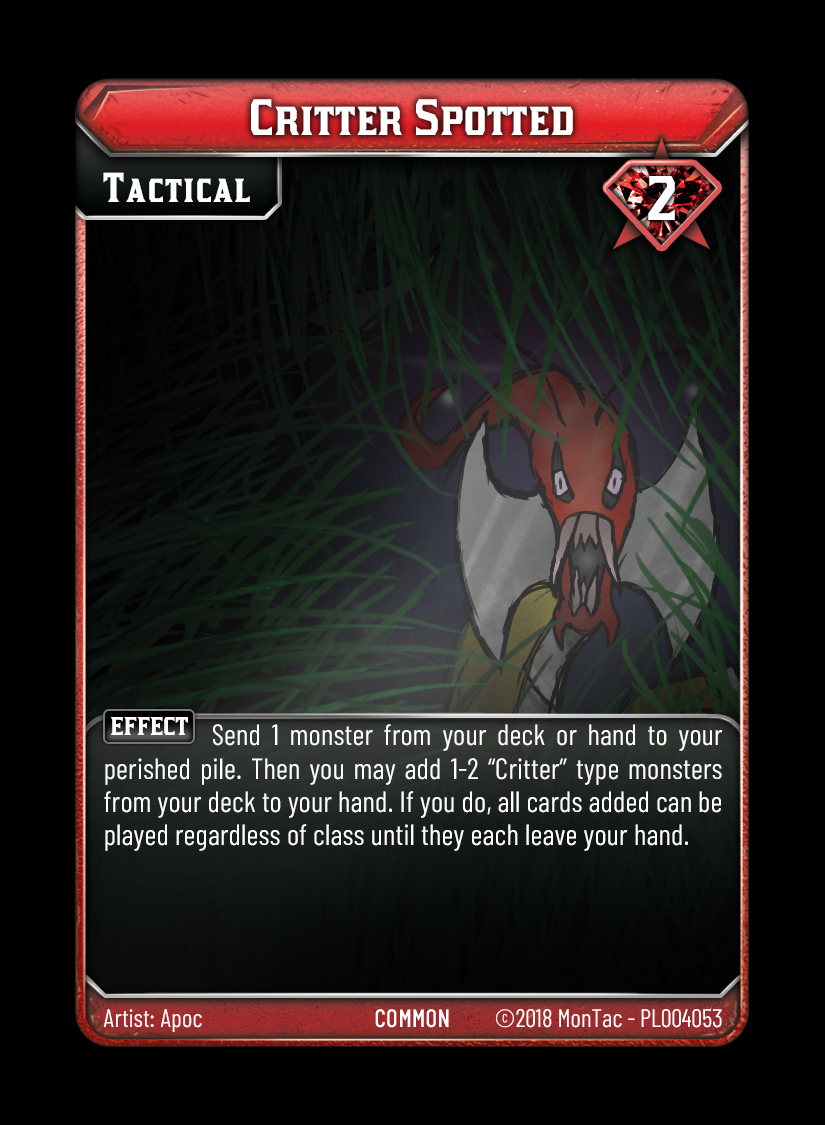 Critter Spotted
Tactical
2
EFFECT Send 1 monster from your deck or hand to your
perished pile. Then you may add 1-2 “Critter” type monsters
from your deck to your hand. If you do, all cards added can be
played regardless of class until they each leave your hand.
Artist: Apoc COMMON ©2018 MonTac - PL004053